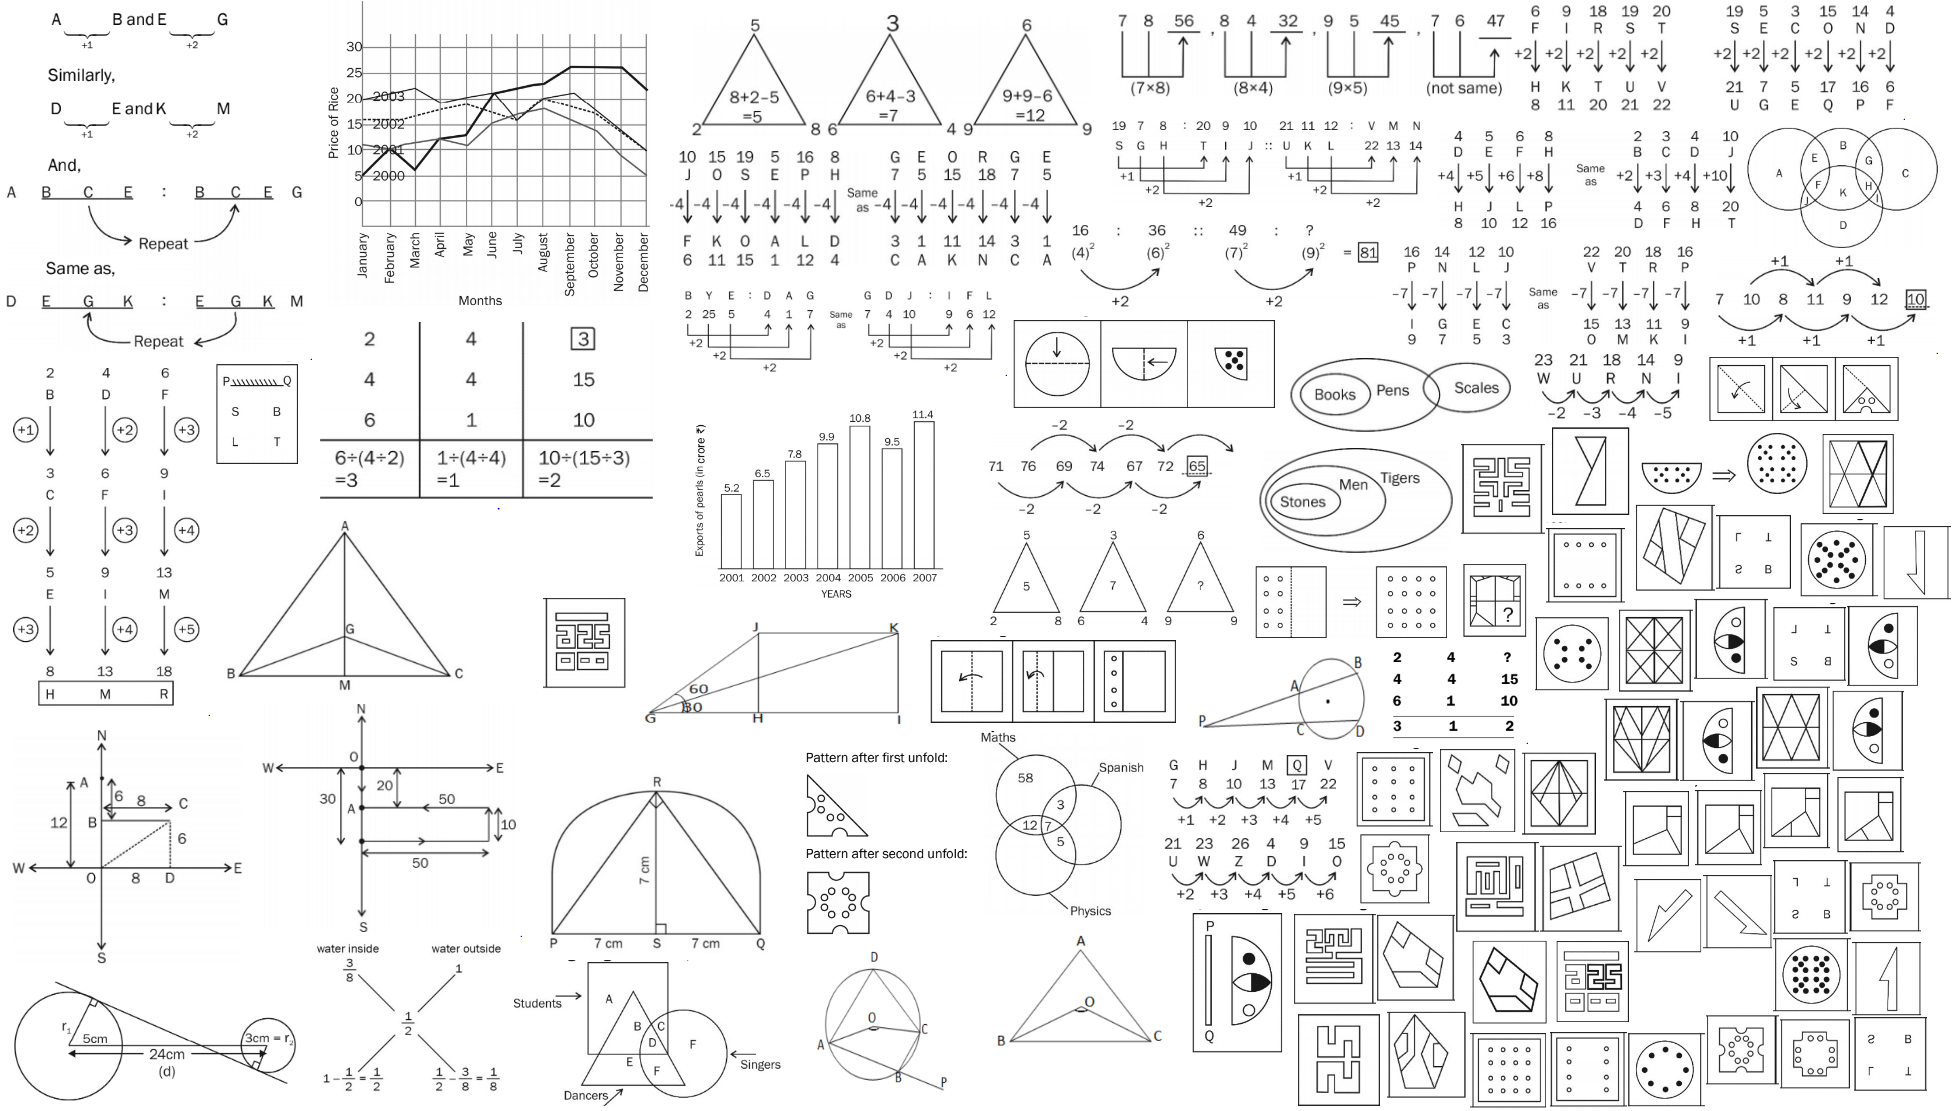 A B and E G
+1 +2
Similarly,
D E and K M
+1 +2
And,
A B C E : B C E G
Repeat
Same as,
D E G K : E G K M
Repeat
30
25
20 2003
15 2002
10 2001
5 2000
0
Price of Rice
January February March April May June July August September October November December
Months
5 3 6
8+2–5 6+4–3 9+9–6
=5 =7 =12
2 8 6 4 9 9
7 8 56 , 8 4 32 , 9 5 45 , 7 6 47
(7×8) (8×4) (9×5) (not same)
6 9 18 19 20
F I R S T
+2 +2 +2 +2 +2
H K T U V
8 11 20 21 22
19 5 3 15 14 4
S E C O N D
+2 +2 +2 +2 +2 +2
21 7 5 17 16 6
U G E Q P F
10 15 19 5 16 8
J O S E P H
–4 –4 –4 –4 –4 –4
F K O A L D
6 11 15 1 12 4
Same as
G E O R G E
7 5 15 18 7 5
–4 –4 –4 –4 –4 –4
3 1 11 14 3 1
C A K N C A
19 7 8 : 20 9 10 21 11 12 : V M N
S G H T I J :: U K L 22 13 14
+1 +2 +2 +1 +2 +2
4 5 6 8
D E F H
+4 +5 +6 +8
H J L P
8 10 12 16
Same as
2 3 4 10
B C D J
+2 +3 +4 +10
4 6 8 20
D F H T
A B C D E F G H I J K
16 : 36 :: 49 : ?
(4)² (6)² (7)² (9)² = 81
+2 +2
16 14 12 10
P N L J
–7 –7 –7 –7
I G E C
9 7 5 3
Same as
22 20 18 16
V T R P
–7 –7 –7 –7
15 13 11 9
O M K I
+1 +1
7 10 8 11 9 12 10
+1 +1 +1
B Y E : D A G
2 25 5 4 1 7
+2 +2 +2
Same as
G D J : I F L
7 4 10 9 6 12
+2 +2 +2
2 4 3
4 4 15
6 1 10
6÷(4÷2) 1÷(4÷4) 10÷(15÷3)
=3 =1 =2
2 4 6
B D F
+1 +2 +3
3 6 9
C F I
+2 +3 +4
5 9 13
E I M
+3 +4 +5
8 13 18
H M R
P Q
S B
L T
Books Pens Scales
23 21 18 14 9
W U R N I
–2 –3 –4 –5
Exports of pearls (in crore ₹)
5.2 6.5 7.8 9.9 10.8 9.5 11.4
2001 2002 2003 2004 2005 2006 2007
YEARS
–2 –2
71 76 69 74 67 72 65
–2 –2 –2
Stones Men Tigers
5 3 6
5 7 ?
2 8 6 4 9 9
?
A
G
B M C
J K
60
30
G H I
P A B C D
2 4 ?
4 4 15
6 1 10
3 1 2
N
A
6 8 C
12 B 6
W O 8 D E
S
N
W O E
20
30 A 50
10
50
S
R
7 cm
P 7 cm S 7 cm Q
Pattern after first unfold:
Pattern after second unfold:
Maths
58
Spanish
3
12 7
5
Physics
G H J M Q V
7 8 10 13 17 22
+1 +2 +3 +4 +5
21 23 26 4 9 15
U W Z D I O
+2 +3 +4 +5 +6
r₁ 5cm 3cm = r₂
24cm
(d)
water inside water outside
3/8 1
1/2
1–1/2=1/2 1/2–3/8=1/8
Students
A
B C
D
E F
F
Singers
Dancers
D
O
A C
B P
A
O
B C
P
Q